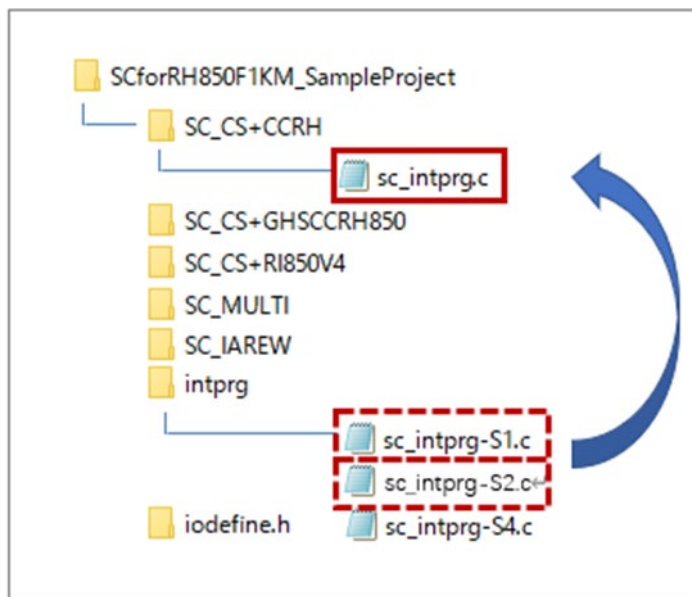 SCforRH850F1KM_SampleProject
SC_CS+CCRH
sc_intprg.c
SC_CS+GHSCCRH850
SC_CS+RI850V4
SC_MULTI
SC_IAREW
intprg
sc_intprg-S1.c
sc_intprg-S2.c↵
iodefine.h sc_intprg-S4.c